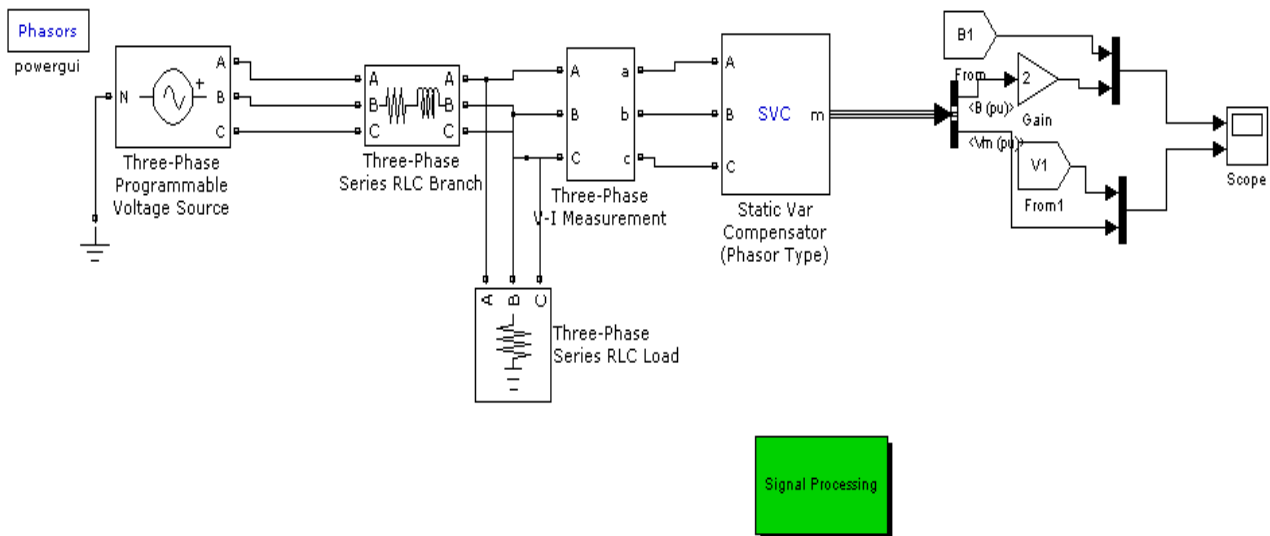 Phasors
powergui
N
+
A
B
C
Three-Phase
Programmable
Voltage Source
A
B
C
A
B
C
Three-Phase
Series RLC Branch
A
B
C
a
b
c
Three-Phase
V-I Measurement
A
B
C
SVC
m
Static Var
Compensator
(Phasor Type)
A
B
C
Three-Phase
Series RLC Load
B1
From
<B (pu)>
2
Gain
<Vm (pu)>
V1
From1
Scope
Signal Processing